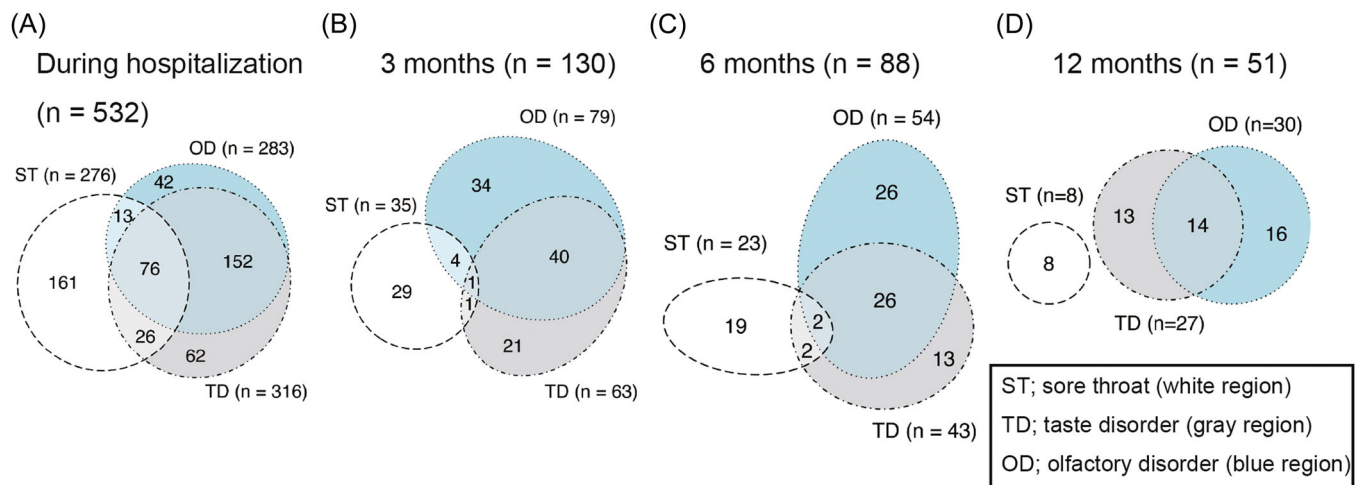 (A)
During hospitalization
(n = 532)
OD (n = 283)
ST (n = 276)
42
13
161
76
152
26
62
TD (n = 316)
(B)
3 months (n = 130)
OD (n = 79)
34
ST (n = 35)
4
40
1
29
1
21
TD (n = 63)
(C)
6 months (n = 88)
OD (n = 54)
26
ST (n = 23)
26
19
2
2
13
TD (n = 43)
(D)
12 months (n = 51)
OD (n=30)
ST (n=8)
13
14
16
8
TD (n=27)
ST; sore throat (white region)
TD; taste disorder (gray region)
OD; olfactory disorder (blue region)